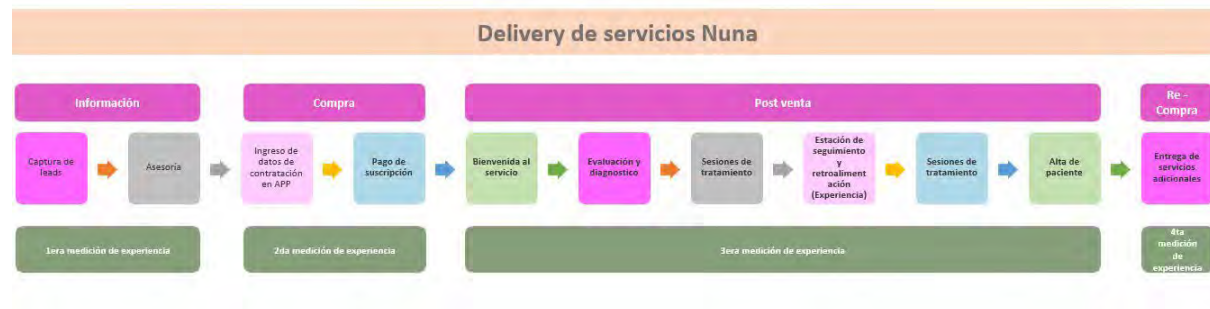 Delivery de servicios Nuna
Información
Compra
Post venta
Re -
Compra
Captura de
leads
Asesoría
Ingreso de
datos de
contratación
en APP
Pago de
suscripción
Bienvenida al
servicio
Evaluación y
diagnostico
Sesiones de
tratamiento
Estación de
seguimiento
y
retroaliment
ación
(Experiencia)
Sesiones de
tratamiento
Alta de
paciente
Entrega de
servicios
adicionales
1era medición de experiencia
2da medición de experiencia
3era medición de experiencia
4ta
medición
de
experiencia